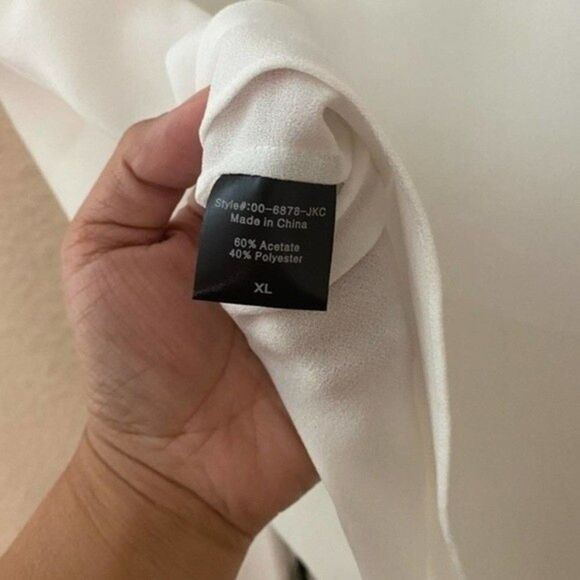 Style#:00-6878-JKC
Made in China
60% Acetate
40% Polyester
XL